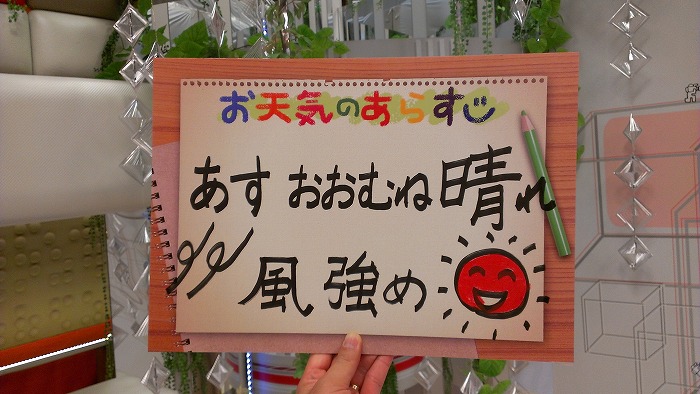 お天気のあらすじ
あす おおむね晴れ
風強め